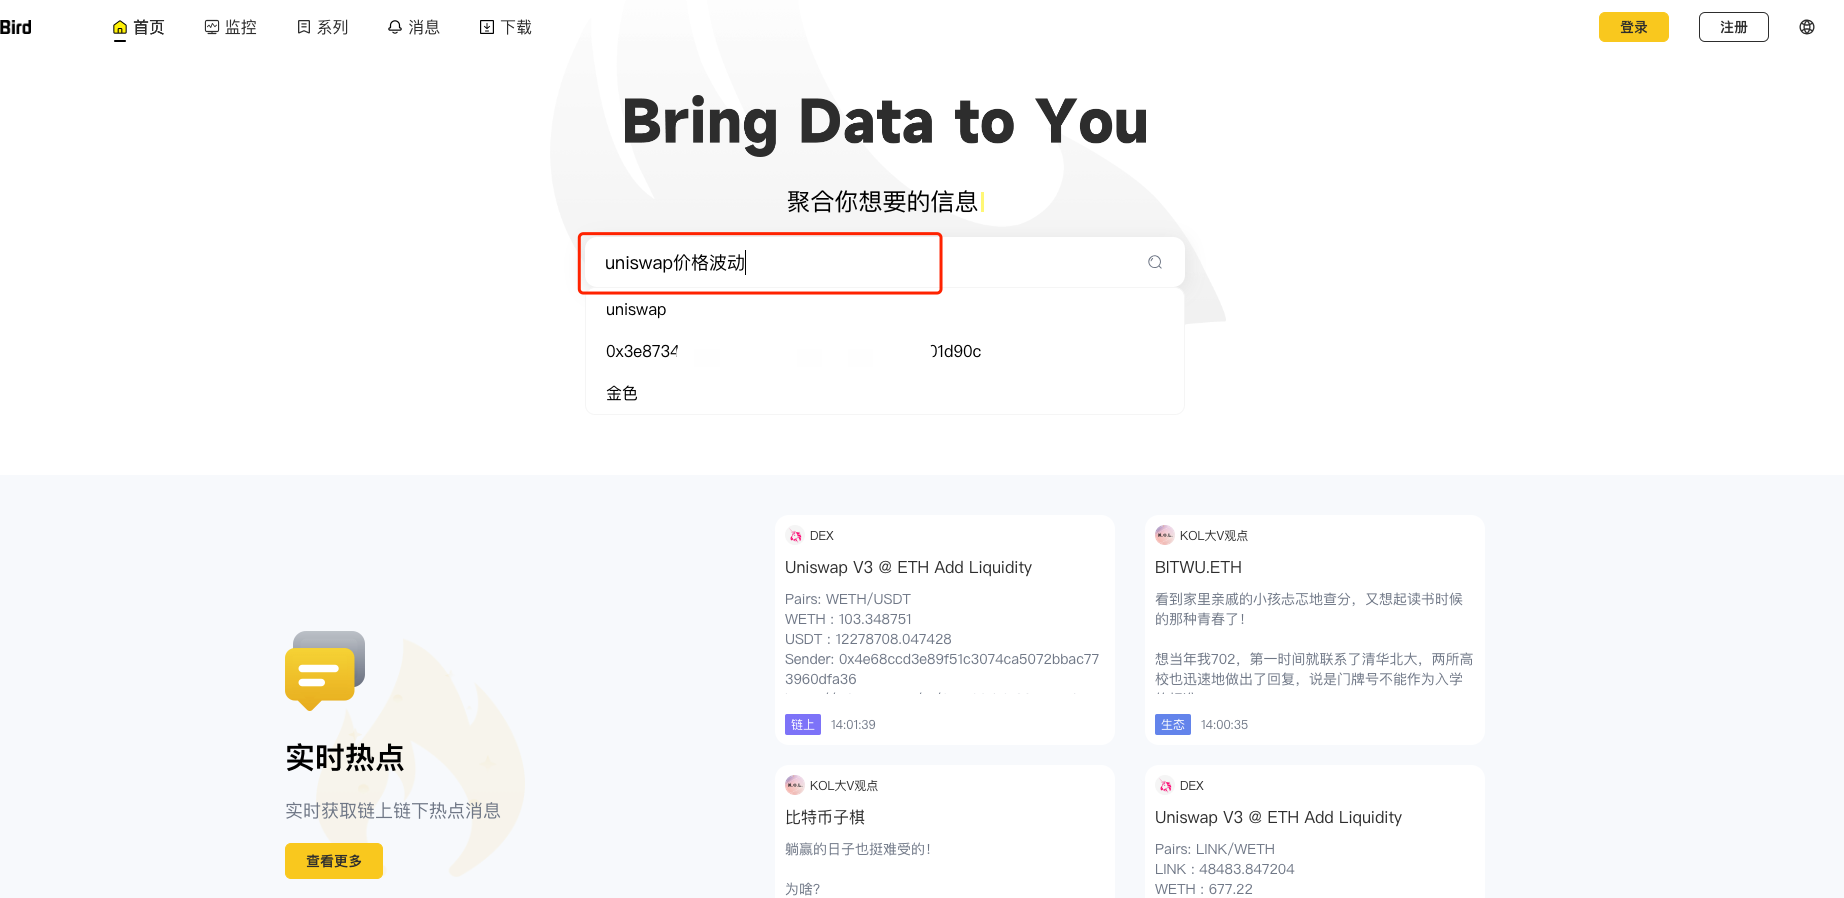 Bird
首页
监控
系列
消息
下载
登录
注册
Bring Data to You
聚合你想要的信息
uniswap价格波动
uniswap
0x3e8734
01d90c
金色
实时热点
实时获取链上链下热点消息
查看更多
DEX
Uniswap V3 @ ETH Add Liquidity
Pairs: WETH/USDT
WETH : 103.348751
USDT : 12278708.047428
Sender: 0x4e68ccd3e89f51c3074ca5072bbac77
3960dfa36
链上 14:01:39
KOL大V观点
BITWU.ETH
看到家里亲戚的小孩忐忑地查分，又想起读书时候
的那种青春了！
想当年我702，第一时间就联系了清华北大，两所高
校也迅速地做出了回复，说是门牌号不能作为入学
生态 14:00:35
KOL大V观点
比特币子棋
躺赢的日子也挺难受的！
为啥？
DEX
Uniswap V3 @ ETH Add Liquidity
Pairs: LINK/WETH
LINK : 48483.847204
WETH : 677.22